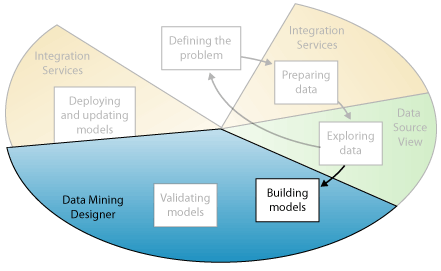 Defining the
problem
Integration
Services
Preparing
data
Data
Source
View
Exploring
data
Building
models
Validating
models
Data Mining
Designer
Deploying
and updating
models
Integration
Services